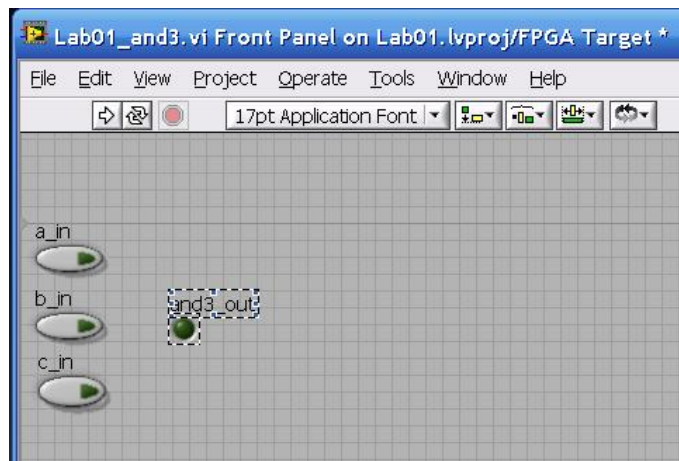 Lab01_and3.vi Front Panel on Lab01.lvproj/FPGA Target *
File Edit View Project Operate Tools Window Help
17pt Application Font
a_in
b_in
and3_out
c_in